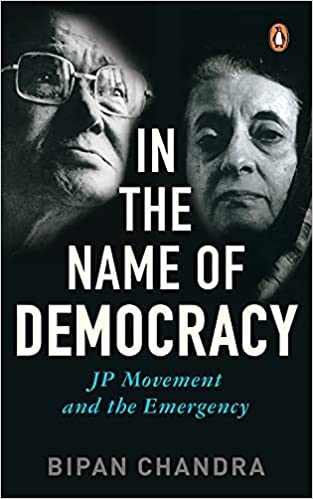 IN
THE
NAME OF
DEMOCRACY
JP Movement
and the Emergency
BIPAN CHANDRA